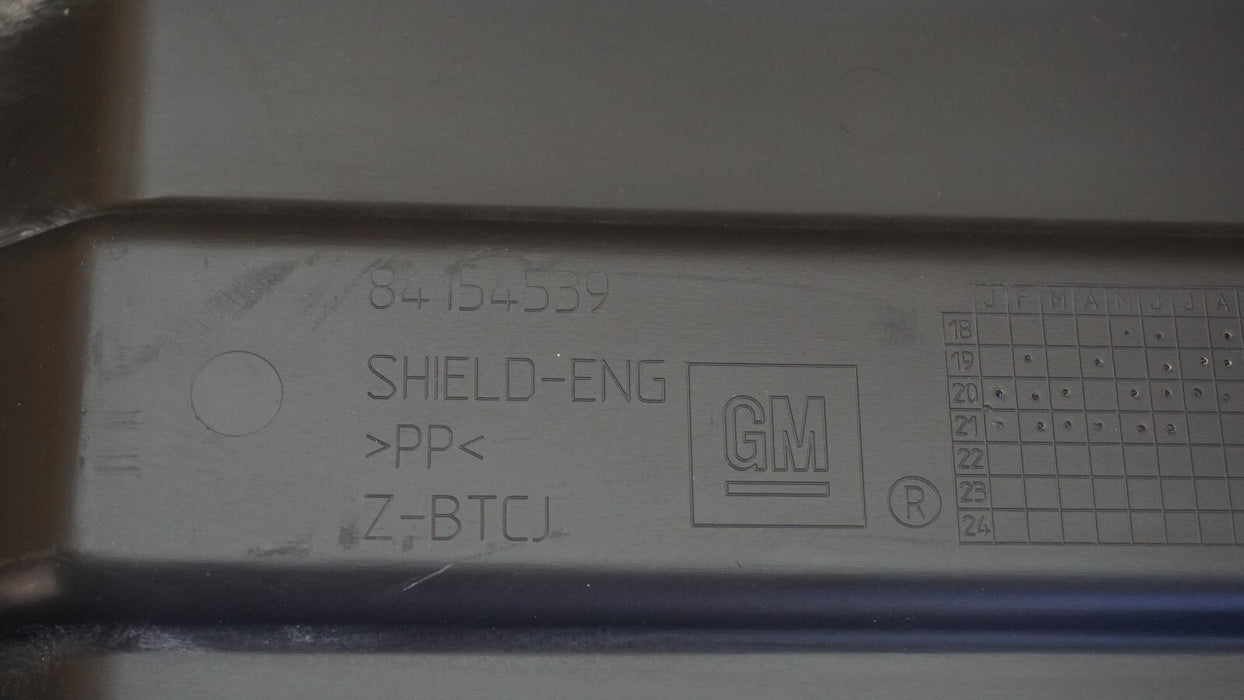 84154539
SHIELD-ENG
>PP<
Z-BTCJ
GM
®
J F M A M J J A
18
19
20
21
22
23
24